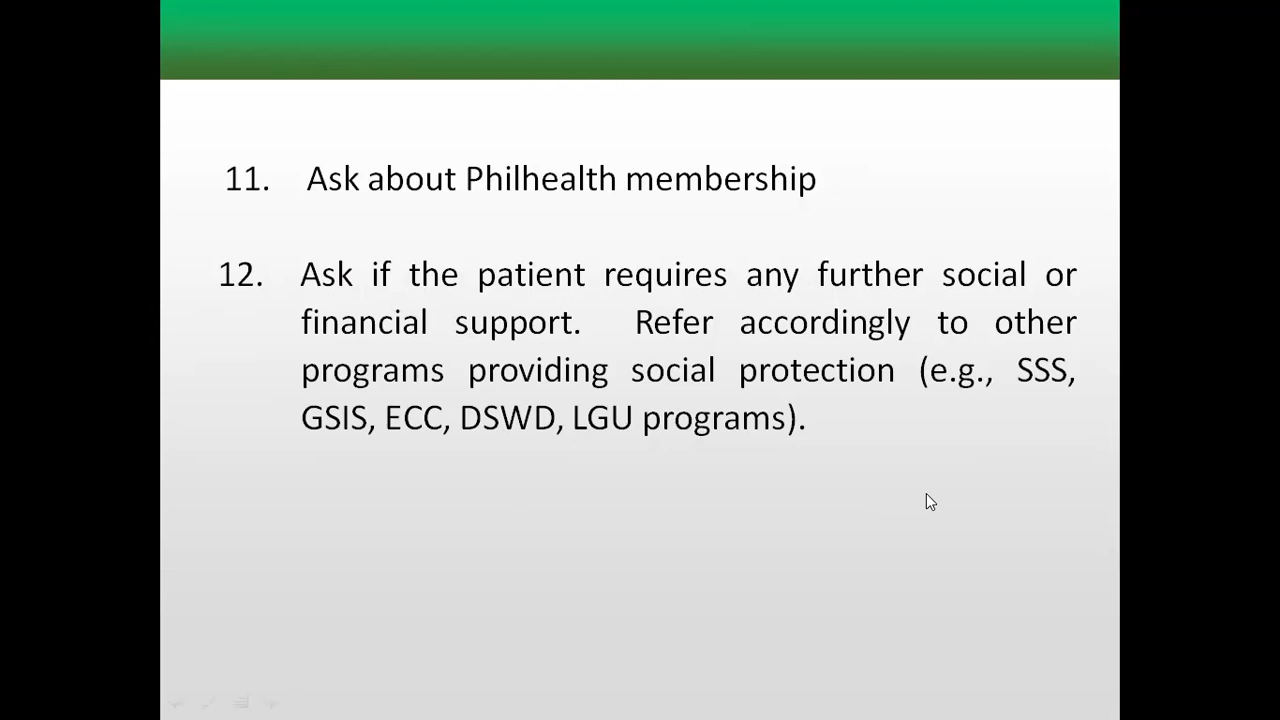 11. Ask about Philhealth membership
12. Ask if the patient requires any further social or
financial support. Refer accordingly to other
programs providing social protection (e.g., SSS,
GSIS, ECC, DSWD, LGU programs).